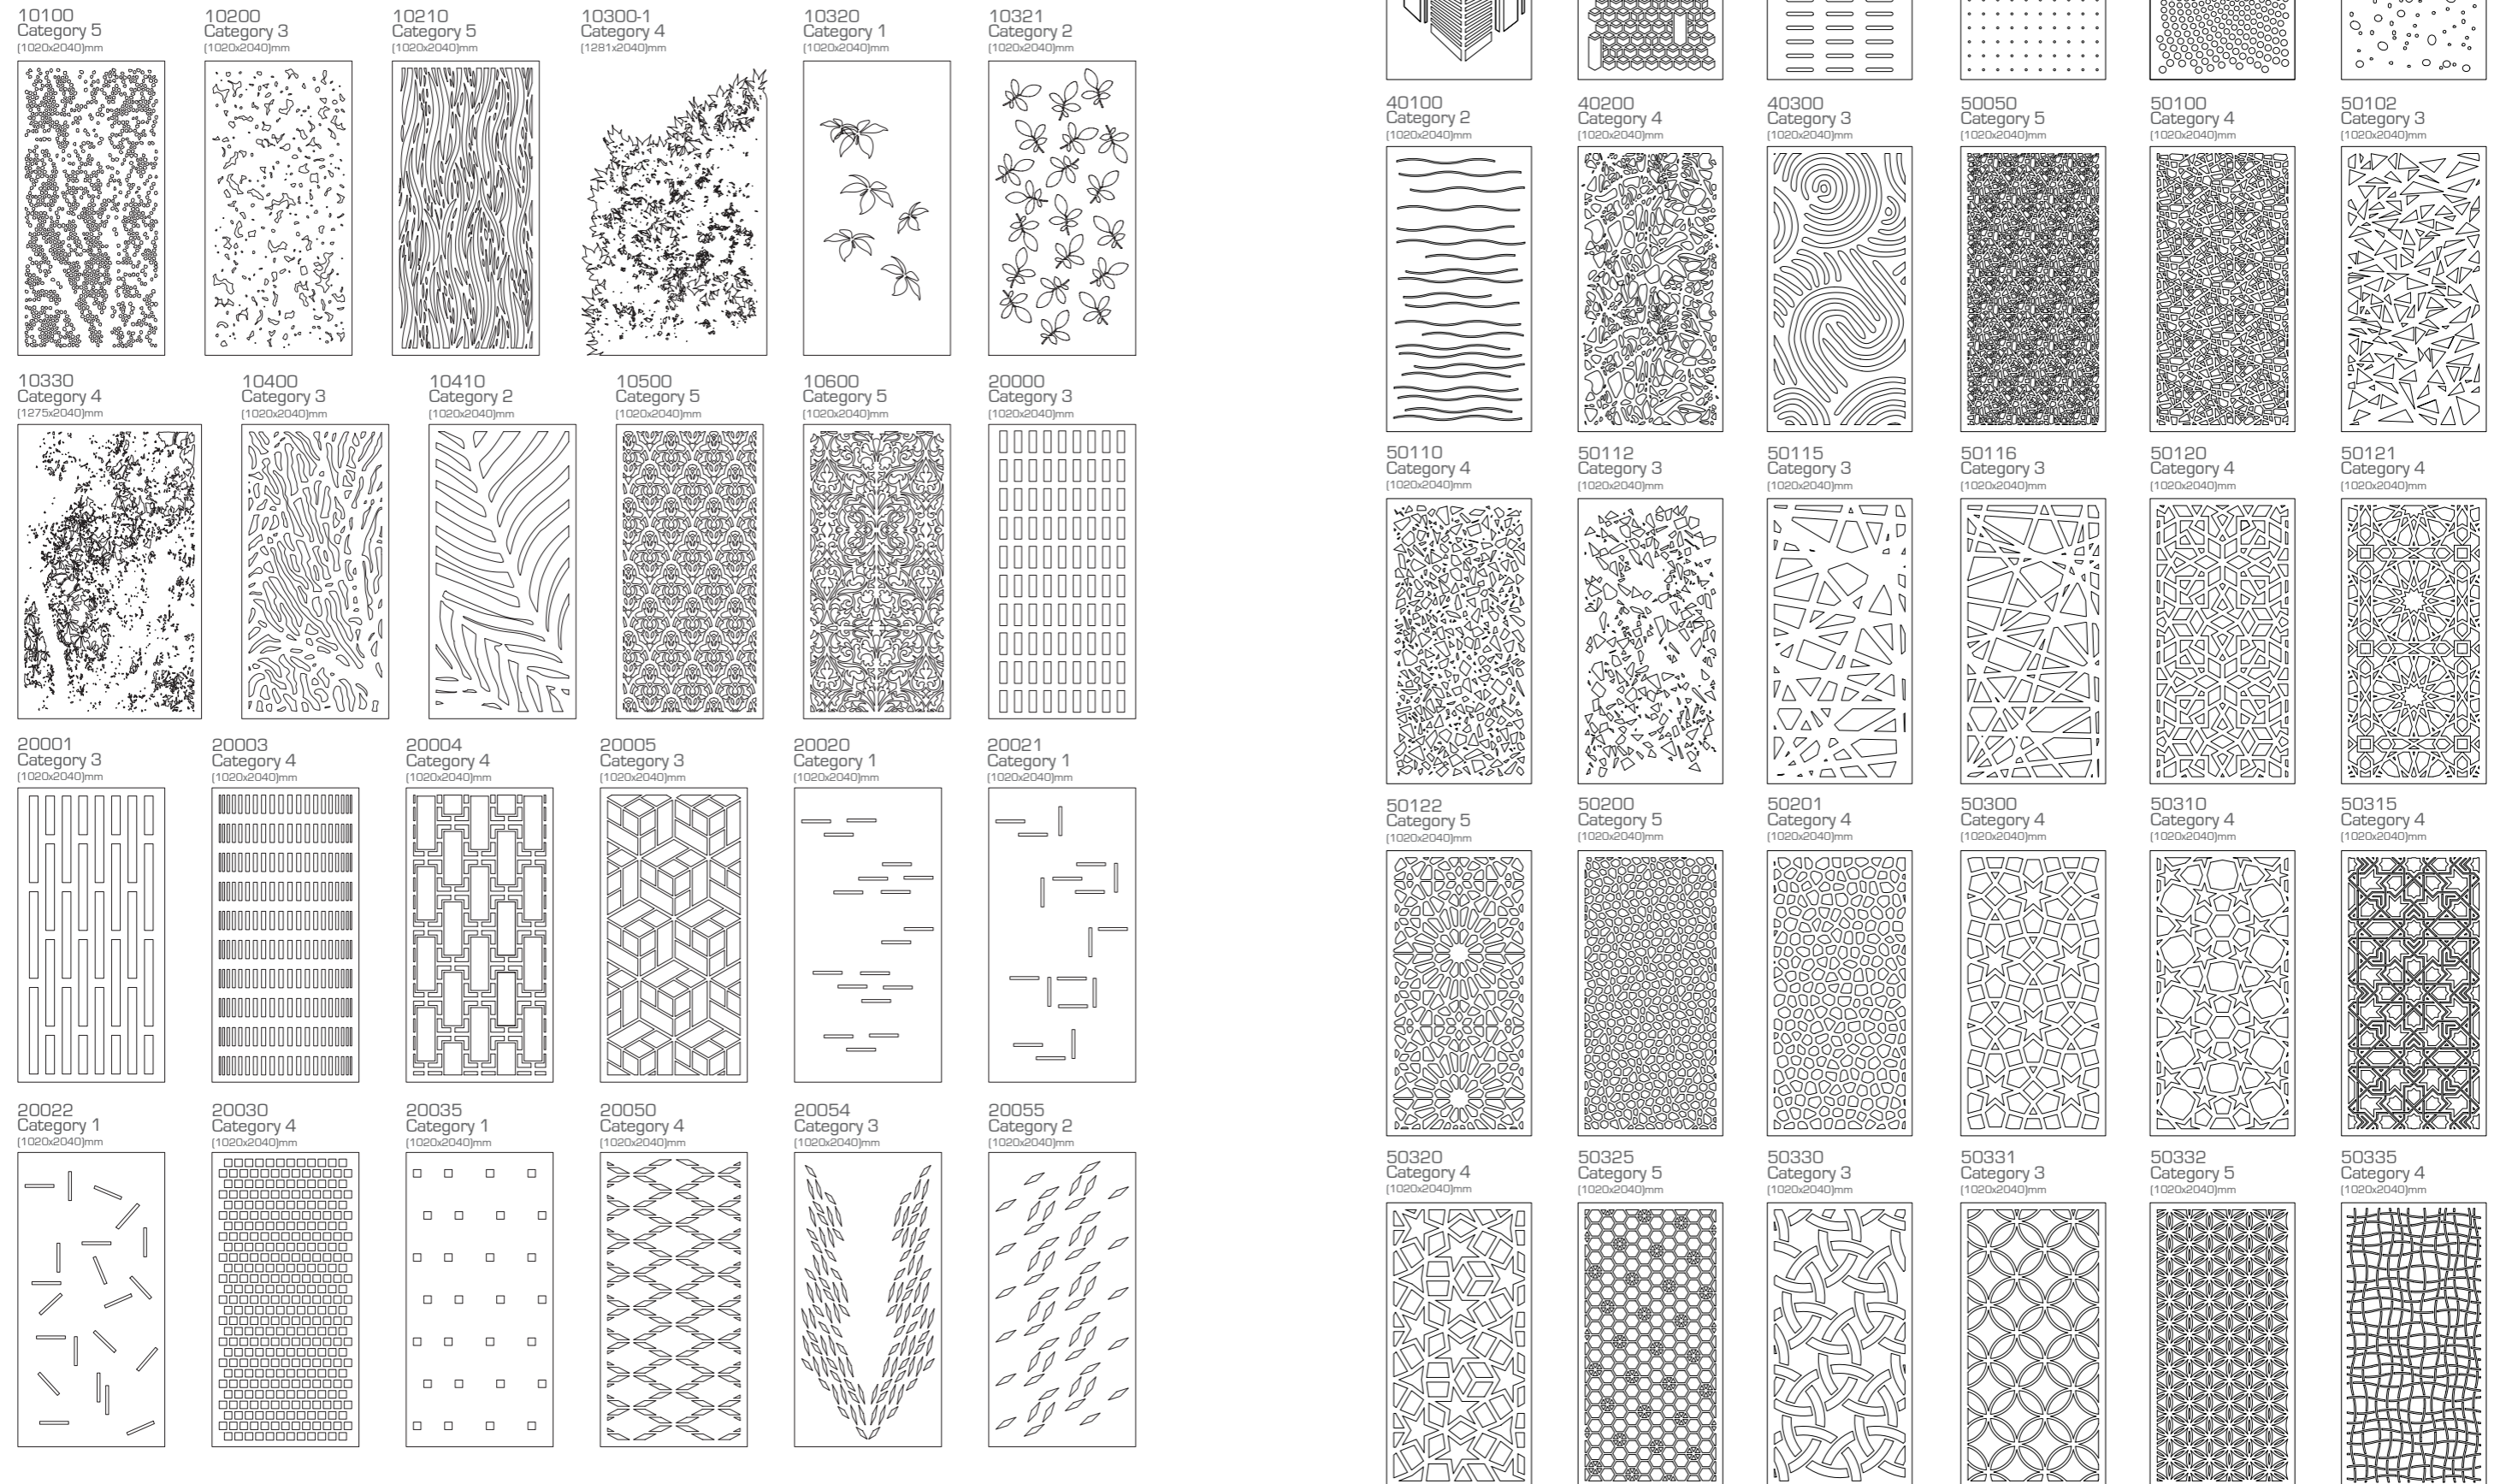 10100
Category 5
(1020x2040)mm
10200
Category 3
(1020x2040)mm
10210
Category 5
(1020x2040)mm
10300-1
Category 4
(1281x2040)mm
10320
Category 1
(1020x2040)mm
10321
Category 2
(1020x2040)mm
10330
Category 4
(1275x2040)mm
10400
Category 3
(1020x2040)mm
10410
Category 2
(1020x2040)mm
10500
Category 5
(1020x2040)mm
10600
Category 5
(1020x2040)mm
20000
Category 3
(1020x2040)mm
20001
Category 3
(1020x2040)mm
20003
Category 4
(1020x2040)mm
20004
Category 4
(1020x2040)mm
20005
Category 3
(1020x2040)mm
20020
Category 1
(1020x2040)mm
20021
Category 1
(1020x2040)mm
20022
Category 1
(1020x2040)mm
20030
Category 4
(1020x2040)mm
20035
Category 1
(1020x2040)mm
20050
Category 4
(1020x2040)mm
20054
Category 3
(1020x2040)mm
20055
Category 2
(1020x2040)mm
40100
Category 2
(1020x2040)mm
40200
Category 4
(1020x2040)mm
40300
Category 3
(1020x2040)mm
50050
Category 5
(1020x2040)mm
50100
Category 4
(1020x2040)mm
50102
Category 3
(1020x2040)mm
50110
Category 4
(1020x2040)mm
50112
Category 3
(1020x2040)mm
50115
Category 3
(1020x2040)mm
50116
Category 3
(1020x2040)mm
50120
Category 4
(1020x2040)mm
50121
Category 4
(1020x2040)mm
50122
Category 5
(1020x2040)mm
50200
Category 5
(1020x2040)mm
50201
Category 4
(1020x2040)mm
50300
Category 4
(1020x2040)mm
50310
Category 4
(1020x2040)mm
50315
Category 4
(1020x2040)mm
50320
Category 4
(1020x2040)mm
50325
Category 5
(1020x2040)mm
50330
Category 3
(1020x2040)mm
50331
Category 3
(1020x2040)mm
50332
Category 5
(1020x2040)mm
50335
Category 4
(1020x2040)mm